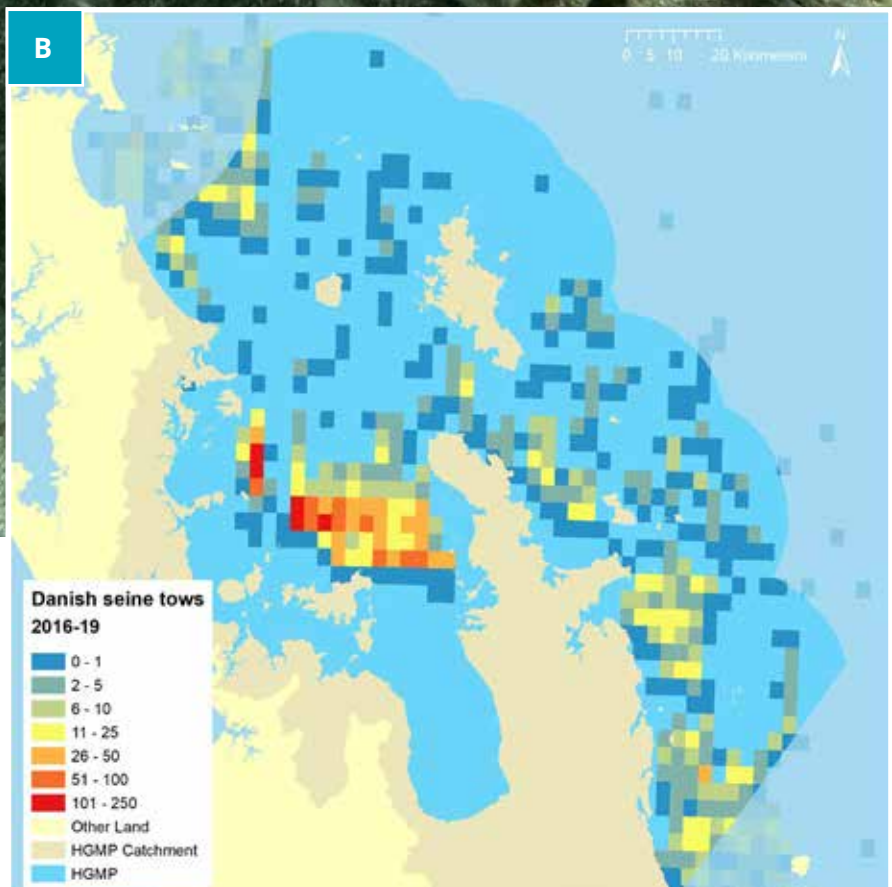 B
N
0 5 10 20 Kilometers
Danish seine tows
2016-19
0 - 1
2 - 5
6 - 10
11 - 25
26 - 50
51 - 100
101 - 250
Other Land
HGMP Catchment
HGMP